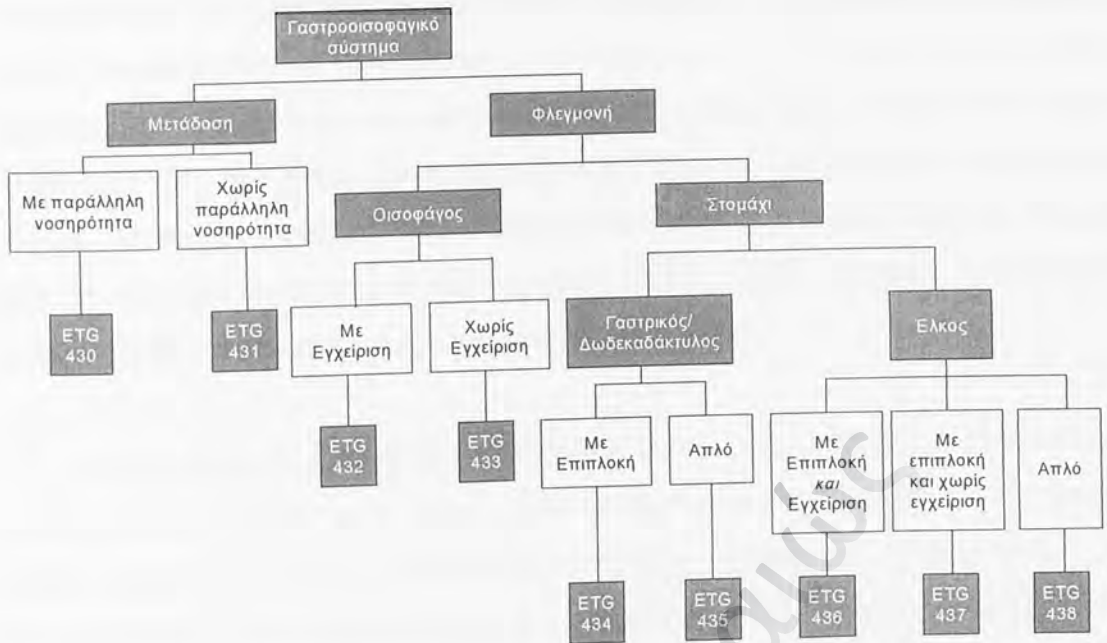 Γαστροοισοφαγικό
σύστημα
Μετάδοση
Φλεγμονή
Με παράλληλη
νοσηρότητα
Χωρίς
παράλληλη
νοσηρότητα
Οισοφάγος
Στομάχι
ETG
430
ETG
431
Με
Εγχείριση
Χωρίς
Εγχείριση
Γαστρικός/
Δωδεκαδάκτυλος
Έλκος
ETG
432
ETG
433
Με
Επιπλοκή
Απλό
Με
Επιπλοκή
και
Εγχείριση
Με
επιπλοκή
και χωρίς
εγχείριση
Απλό
ETG
434
ETG
435
ETG
436
ETG
437
ETG
438